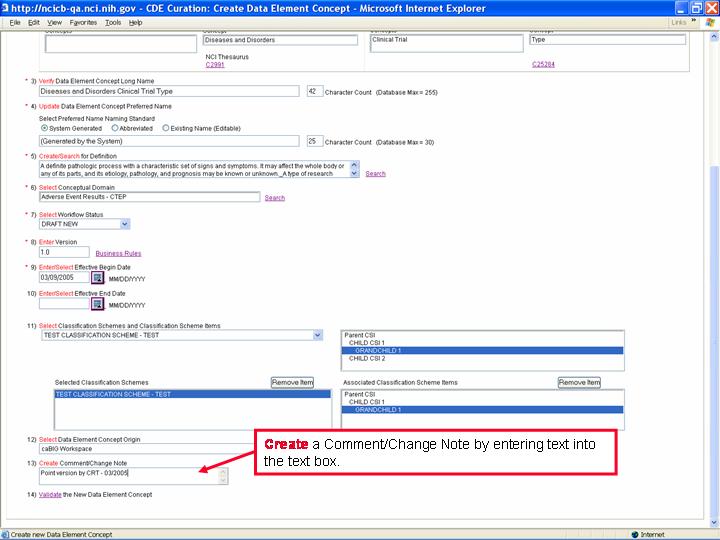 http://ncicb-qa.nci.nih.gov - CDE Curation: Create Data Element Concept - Microsoft Internet Explorer
File Edit View Favorites Tools Help Links »
Concepts Concept Concepts Concept
Diseases and Disorders Clinical Trial Type
NCI Thesaurus
C2991 C25284
* 3) Verify Data Element Concept Long Name
Diseases and Disorders Clinical Trial Type 42 Character Count (Database Max = 255)
* 4) Update Data Element Concept Preferred Name
Select Preferred Name Naming Standard
System Generated Abbreviated Existing Name (Editable)
(Generated by the System) 25 Character Count (Database Max = 30)
* 5) Create/Search for Definition
A definite pathologic process with a characteristic set of signs and symptoms. It may affect the whole body or
any of its parts, and its etiology, pathology, and prognosis may be known or unknown._A type of research Search
* 6) Select Conceptual Domain
Adverse Event Results - CTEP Search
* 7) Select Workflow Status
DRAFT NEW
* 8) Enter Version
1.0 Business Rules
* 9) Enter/Select Effective Begin Date
03/09/2005 MM/DD/YYYY
10) Enter/Select Effective End Date
MM/DD/YYYY
11) Select Classification Schemes and Classification Scheme Items
TEST CLASSIFICATION SCHEME - TEST Parent CSI
CHILD CSI 1
GRANDCHILD 1
CHILD CSI 2
Selected Classification Schemes Remove Item Associated Classification Scheme Items Remove Item
TEST CLASSIFICATION SCHEME - TEST Parent CSI
CHILD CSI 1
GRANDCHILD 1
12) Select Data Element Concept Origin
caBIG Workspace
Create a Comment/Change Note by entering text into
the text box.
13) Create Comment/Change Note
Point version by CRT - 03/2005
14) Validate the New Data Element Concept
Create new Data Element Concept Internet